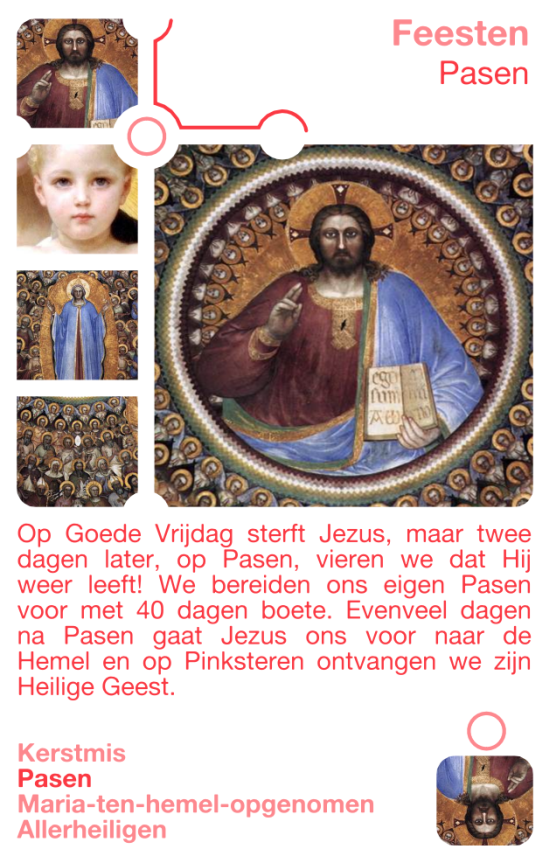 Feesten
Pasen
ego
sum
Op Goede Vrijdag sterft Jezus, maar twee
dagen later, op Pasen, vieren we dat Hij
weer leeft! We bereiden ons eigen Pasen
voor met 40 dagen boete. Evenveel dagen
na Pasen gaat Jezus ons voor naar de
Hemel en op Pinksteren ontvangen we zijn
Heilige Geest.
Kerstmis
Pasen
Maria-ten-hemel-opgenomen
Allerheiligen